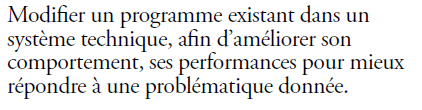 Modifier un programme existant dans un
système technique, afin d’améliorer son
comportement, ses performances pour mieux
répondre à une problématique donnée.